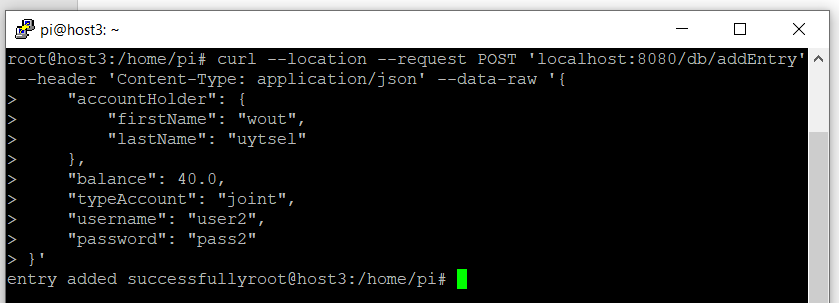 pi@host3: ~
root@host3:/home/pi# curl --location --request POST 'localhost:8080/db/addEntry'
 --header 'Content-Type: application/json' --data-raw '{
>     "accountHolder": {
>         "firstName": "wout",
>         "lastName": "uytsel"
>     },
>     "balance": 40.0,
>     "typeAccount": "joint",
>     "username": "user2",
>     "password": "pass2"
> }'
entry added successfullyroot@host3:/home/pi#